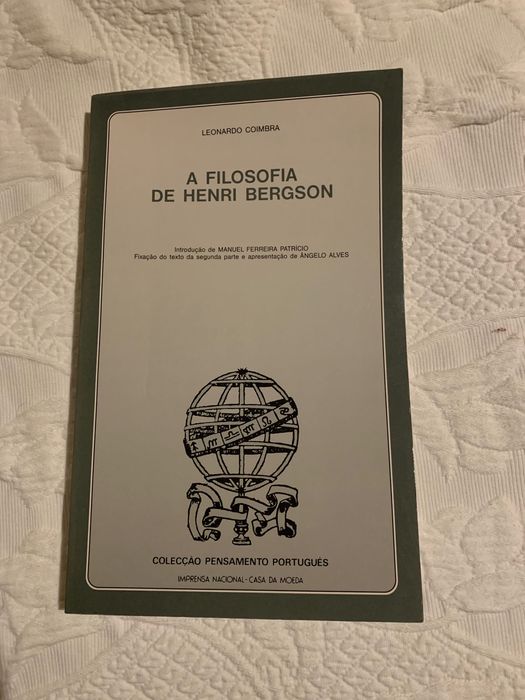 LEONARDO COIMBRA
A FILOSOFIA
DE HENRI BERGSON
Introdução de MANUEL FERREIRA PATRÍCIO
Fixação do texto da segunda parte e apresentação de ÂNGELO ALVES
COLECÇÃO PENSAMENTO PORTUGUÊS
IMPRENSA NACIONAL-CASA DA MOEDA